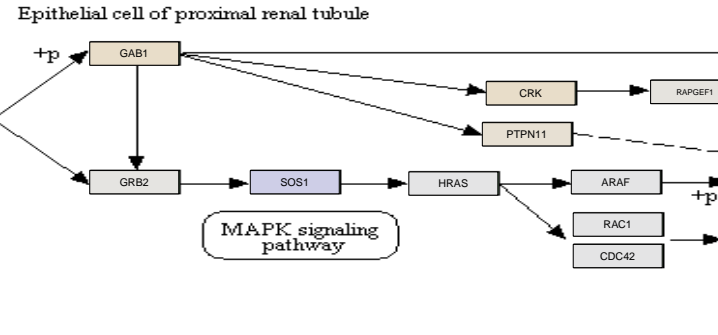 Epithelial cell of proximal renal tubule
+p
GAB1
CRK
RAPGEF1
PTPN11
GRB2
SOS1
HRAS
ARAF
+p
RAC1
MAPK signaling
pathway
CDC42